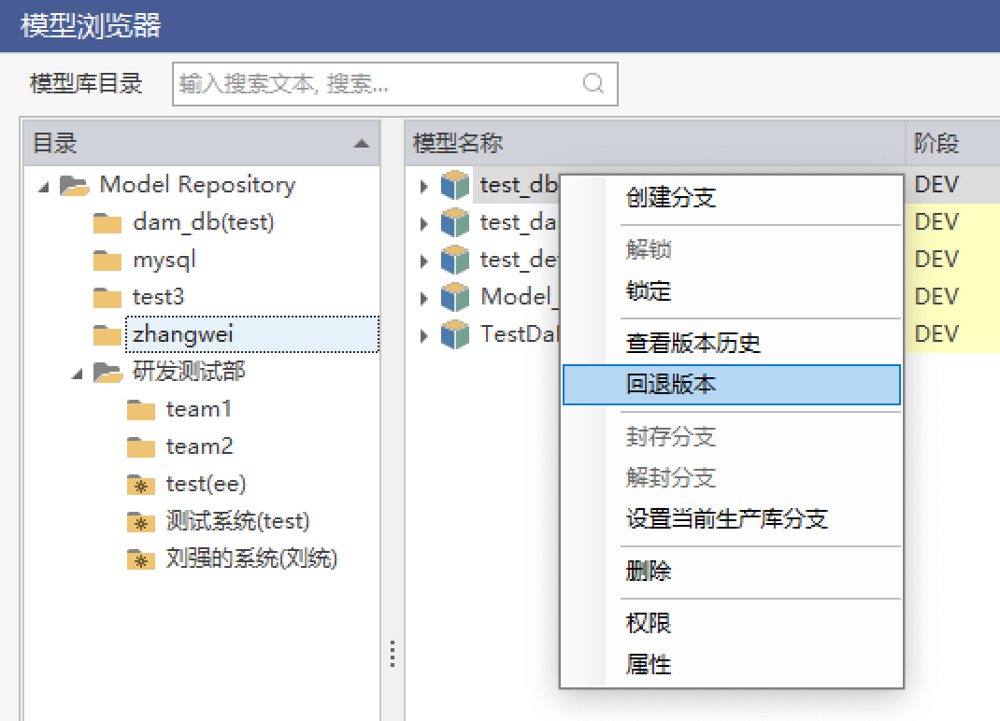 模型浏览器
模型库目录
输入搜索文本, 搜索...
目录
Model Repository
dam_db(test)
mysql
test3
zhangwei
研发测试部
team1
team2
test(ee)
测试系统(test)
刘强的系统(刘统)
模型名称 阶段
test_db DEV
test_da DEV
test_de DEV
Model_ DEV
TestDa DEV
创建分支
解锁
锁定
查看版本历史
回退版本
封存分支
解封分支
设置当前生产库分支
删除
权限
属性